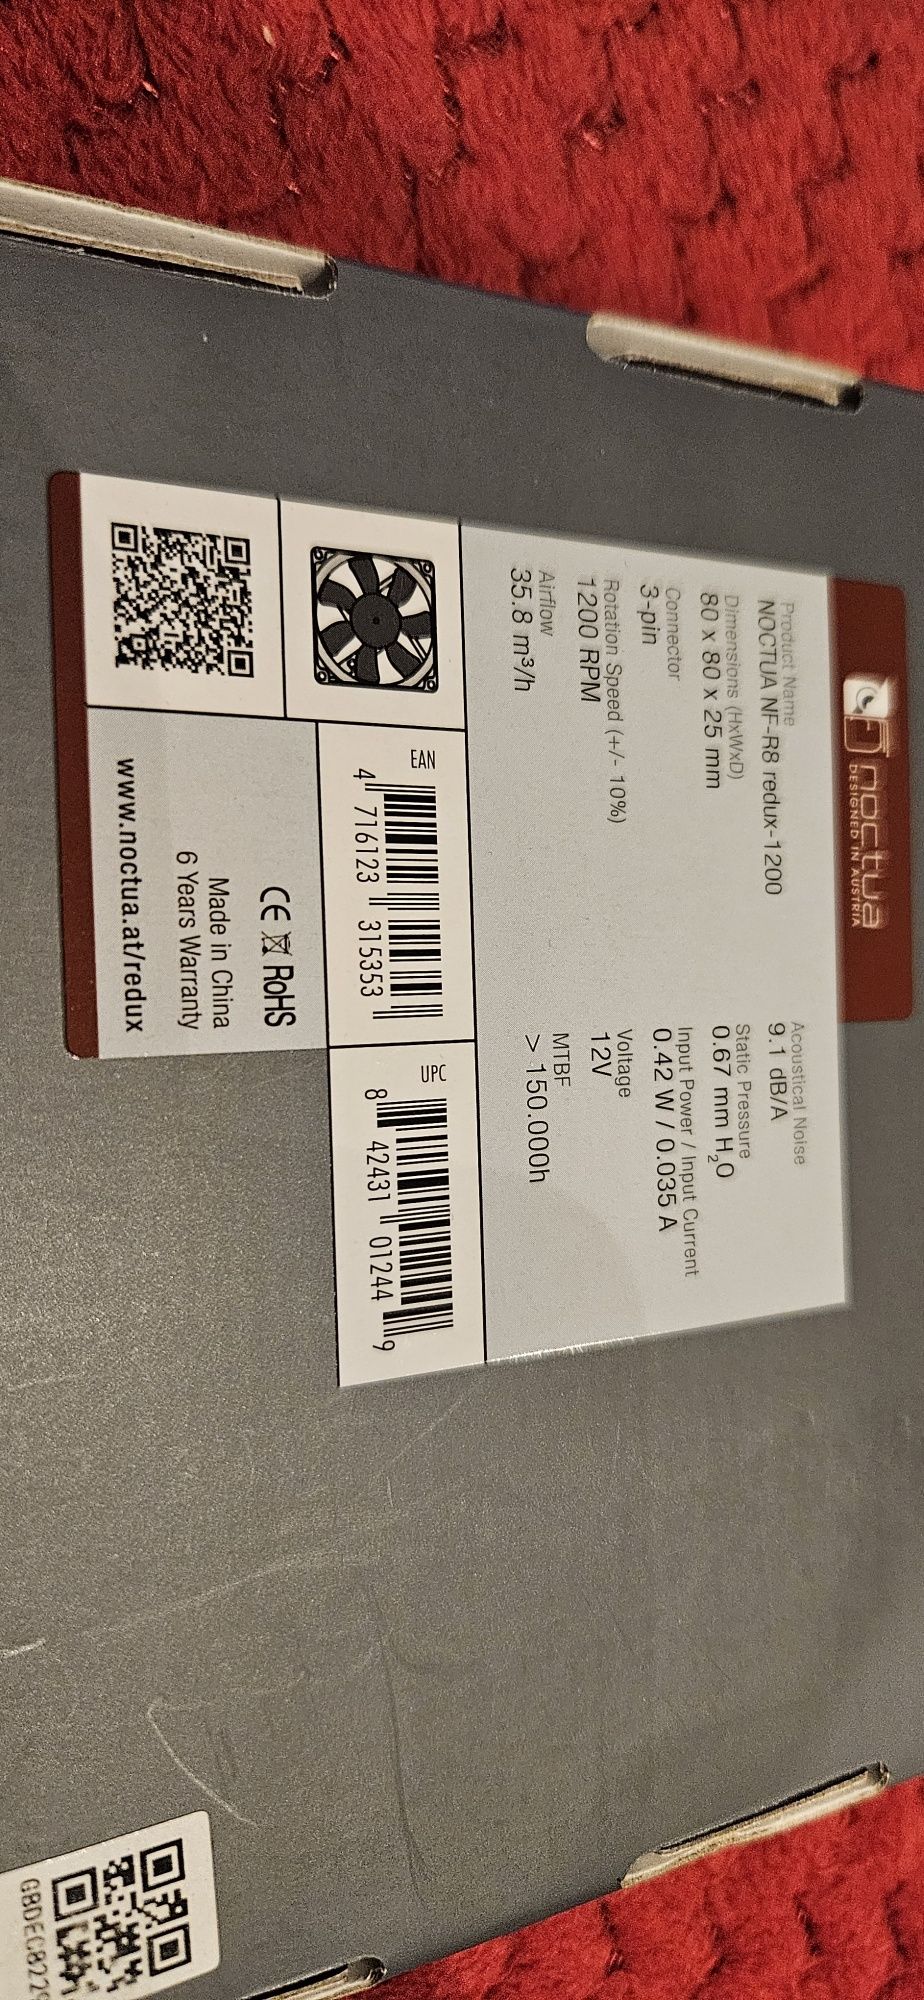 noctua
DESIGNED IN AUSTRIA
Product Name
NOCTUA NF-R8 redux-1200
Dimensions (HxWxD)
80 x 80 x 25 mm
Connector
3-pin
Rotation Speed (+/- 10%)
1200 RPM
Airflow
35.8 m³/h
Acoustical Noise
9.1 dB/A
Static Pressure
0.67 mm H₂O
Input Power / Input Current
0.42 W / 0.035 A
Voltage
12V
MTBF
> 150.000h
EAN
4 716123 315353
UPC
8 42431 01244 9
CE RoHS
Made in China
6 Years Warranty
www.noctua.at/redux